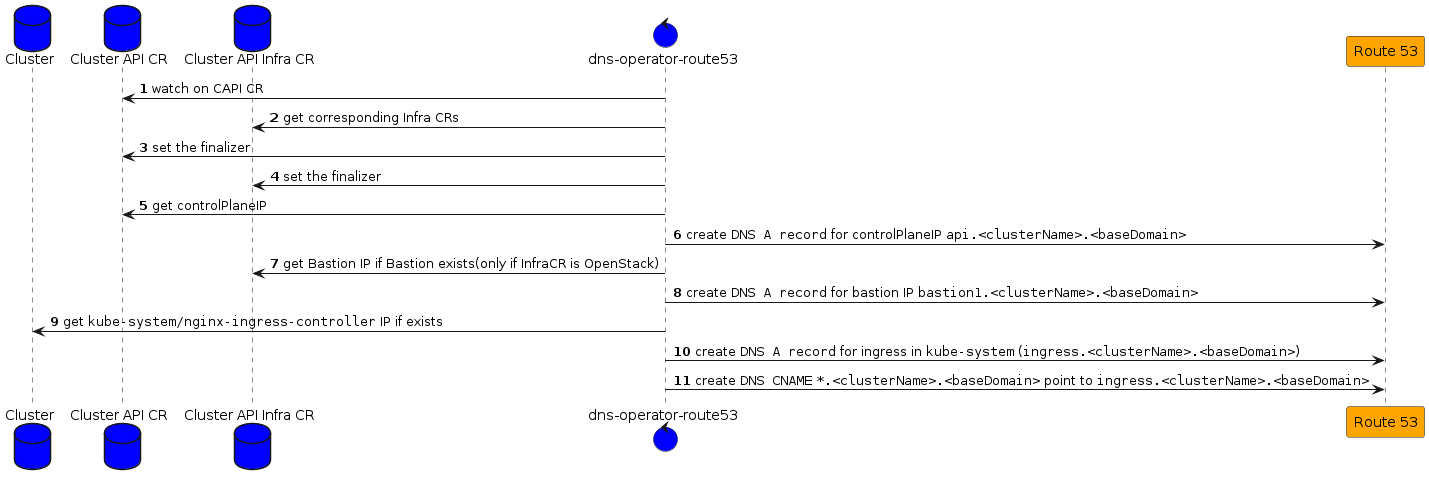 Cluster
Cluster API CR
Cluster API Infra CR
dns-operator-route53
Route 53
1 watch on CAPI CR
2 get corresponding Infra CRs
3 set the finalizer
4 set the finalizer
5 get controlPlaneIP
6 create DNS A record for controlPlaneIP api.<clusterName>.<baseDomain>
7 get Bastion IP if Bastion exists(only if InfraCR is OpenStack)
8 create DNS A record for bastion IP bastion1.<clusterName>.<baseDomain>
9 get kube-system/nginx-ingress-controller IP if exists
10 create DNS A record for ingress in kube-system (ingress.<clusterName>.<baseDomain>)
11 create DNS CNAME *.<clusterName>.<baseDomain> point to ingress.<clusterName>.<baseDomain>
Cluster
Cluster API CR
Cluster API Infra CR
dns-operator-route53
Route 53